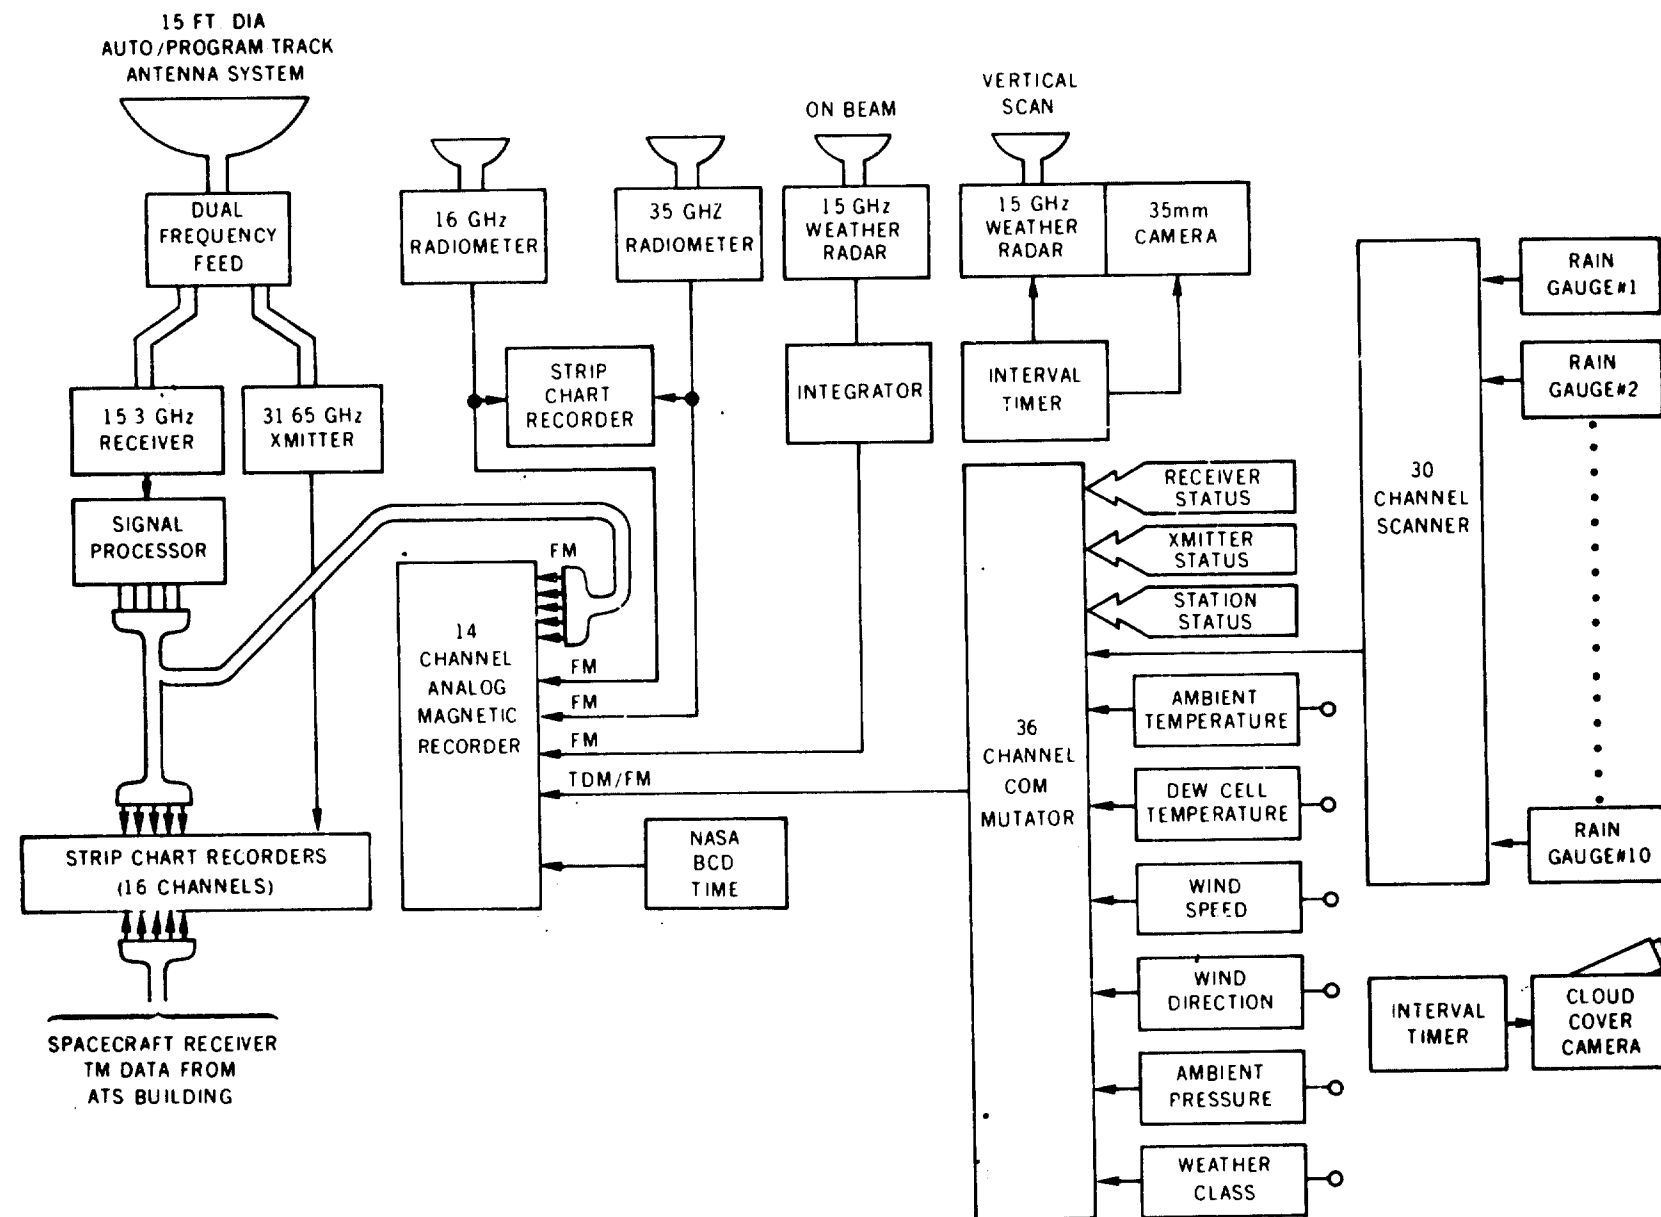 15 FT. DIA
AUTO/PROGRAM TRACK
ANTENNA SYSTEM
DUAL
FREQUENCY
FEED
15 3 GHz
RECEIVER
31 65 GHz
XMITTER
SIGNAL
PROCESSOR
STRIP CHART RECORDERS
(16 CHANNELS)
SPACECRAFT RECEIVER
TM DATA FROM
ATS BUILDING
16 GHz
RADIOMETER
35 GHZ
RADIOMETER
STRIP
CHART
RECORDER
ON BEAM
15 GHz
WEATHER
RADAR
INTEGRATOR
VERTICAL
SCAN
15 GHz
WEATHER
RADAR
35mm
CAMERA
INTERVAL
TIMER
14
CHANNEL
ANALOG
MAGNETIC
RECORDER
FM
FM
FM
FM
TDM/FM
NASA
BCD
TIME
36
CHANNEL
COM
MUTATOR
RECEIVER
STATUS
XMITTER
STATUS
STATION
STATUS
AMBIENT
TEMPERATURE
DEW CELL
TEMPERATURE
WIND
SPEED
WIND
DIRECTION
AMBIENT
PRESSURE
WEATHER
CLASS
30
CHANNEL
SCANNER
RAIN
GAUGE#1
RAIN
GAUGE#2
RAIN
GAUGE#10
INTERVAL
TIMER
CLOUD
COVER
CAMERA